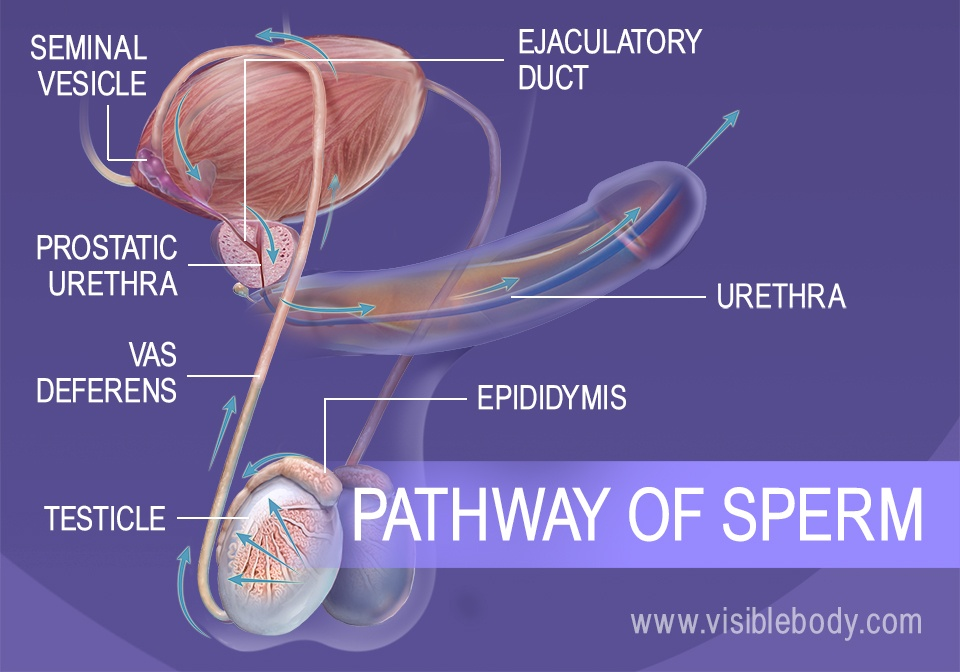 SEMINAL
VESICLE
EJACULATORY
DUCT
PROSTATIC
URETHRA
URETHRA
VAS
DEFERENS
EPIDIDYMIS
TESTICLE
PATHWAY OF SPERM
www.visiblebody.com